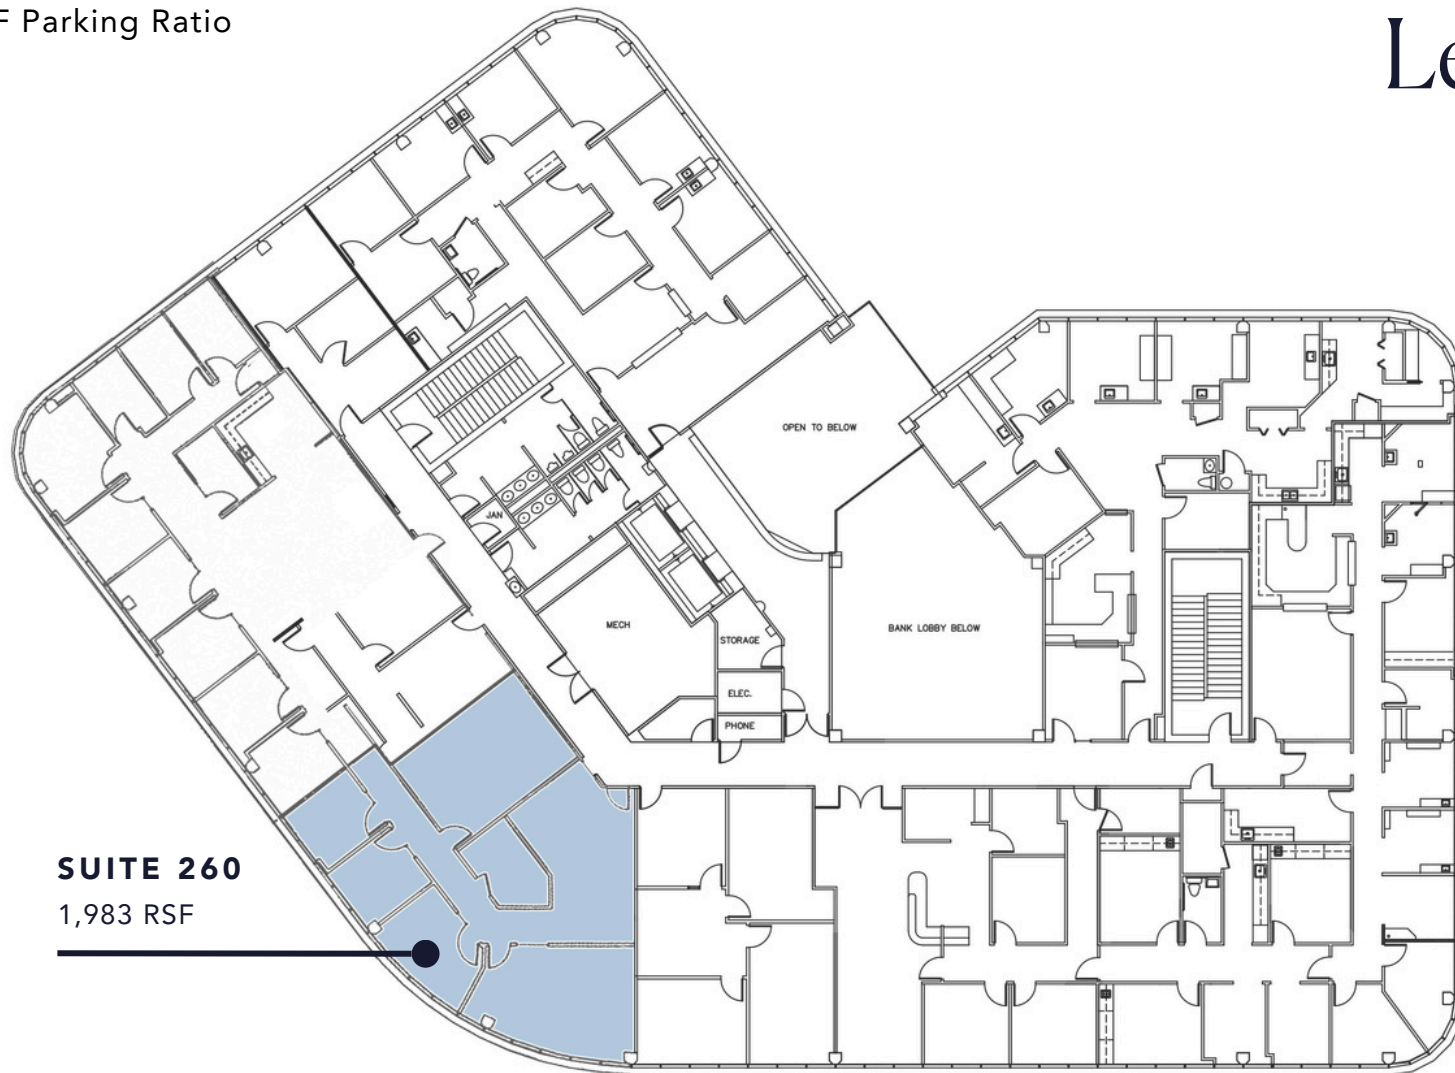 F Parking Ratio
Le
OPEN TO BELOW
JAN
MECH
BANK LOBBY BELOW
STORAGE
ELEC.
PHONE
SUITE 260
1,983 RSF